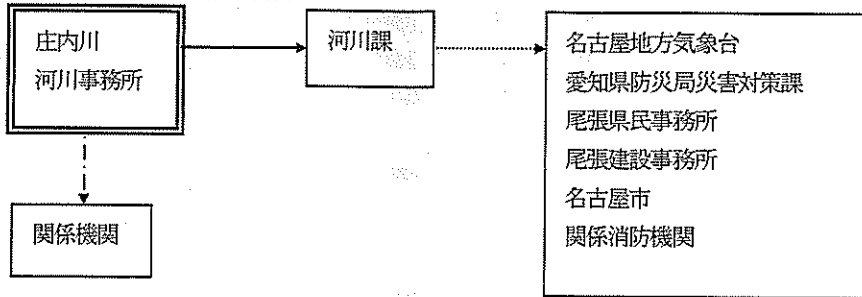 庄内川
河川事務所
河川課
名古屋地方気象台
愛知県防災局災害対策課
尾張県民事務所
尾張建設事務所
名古屋市
関係消防機関
関係機関